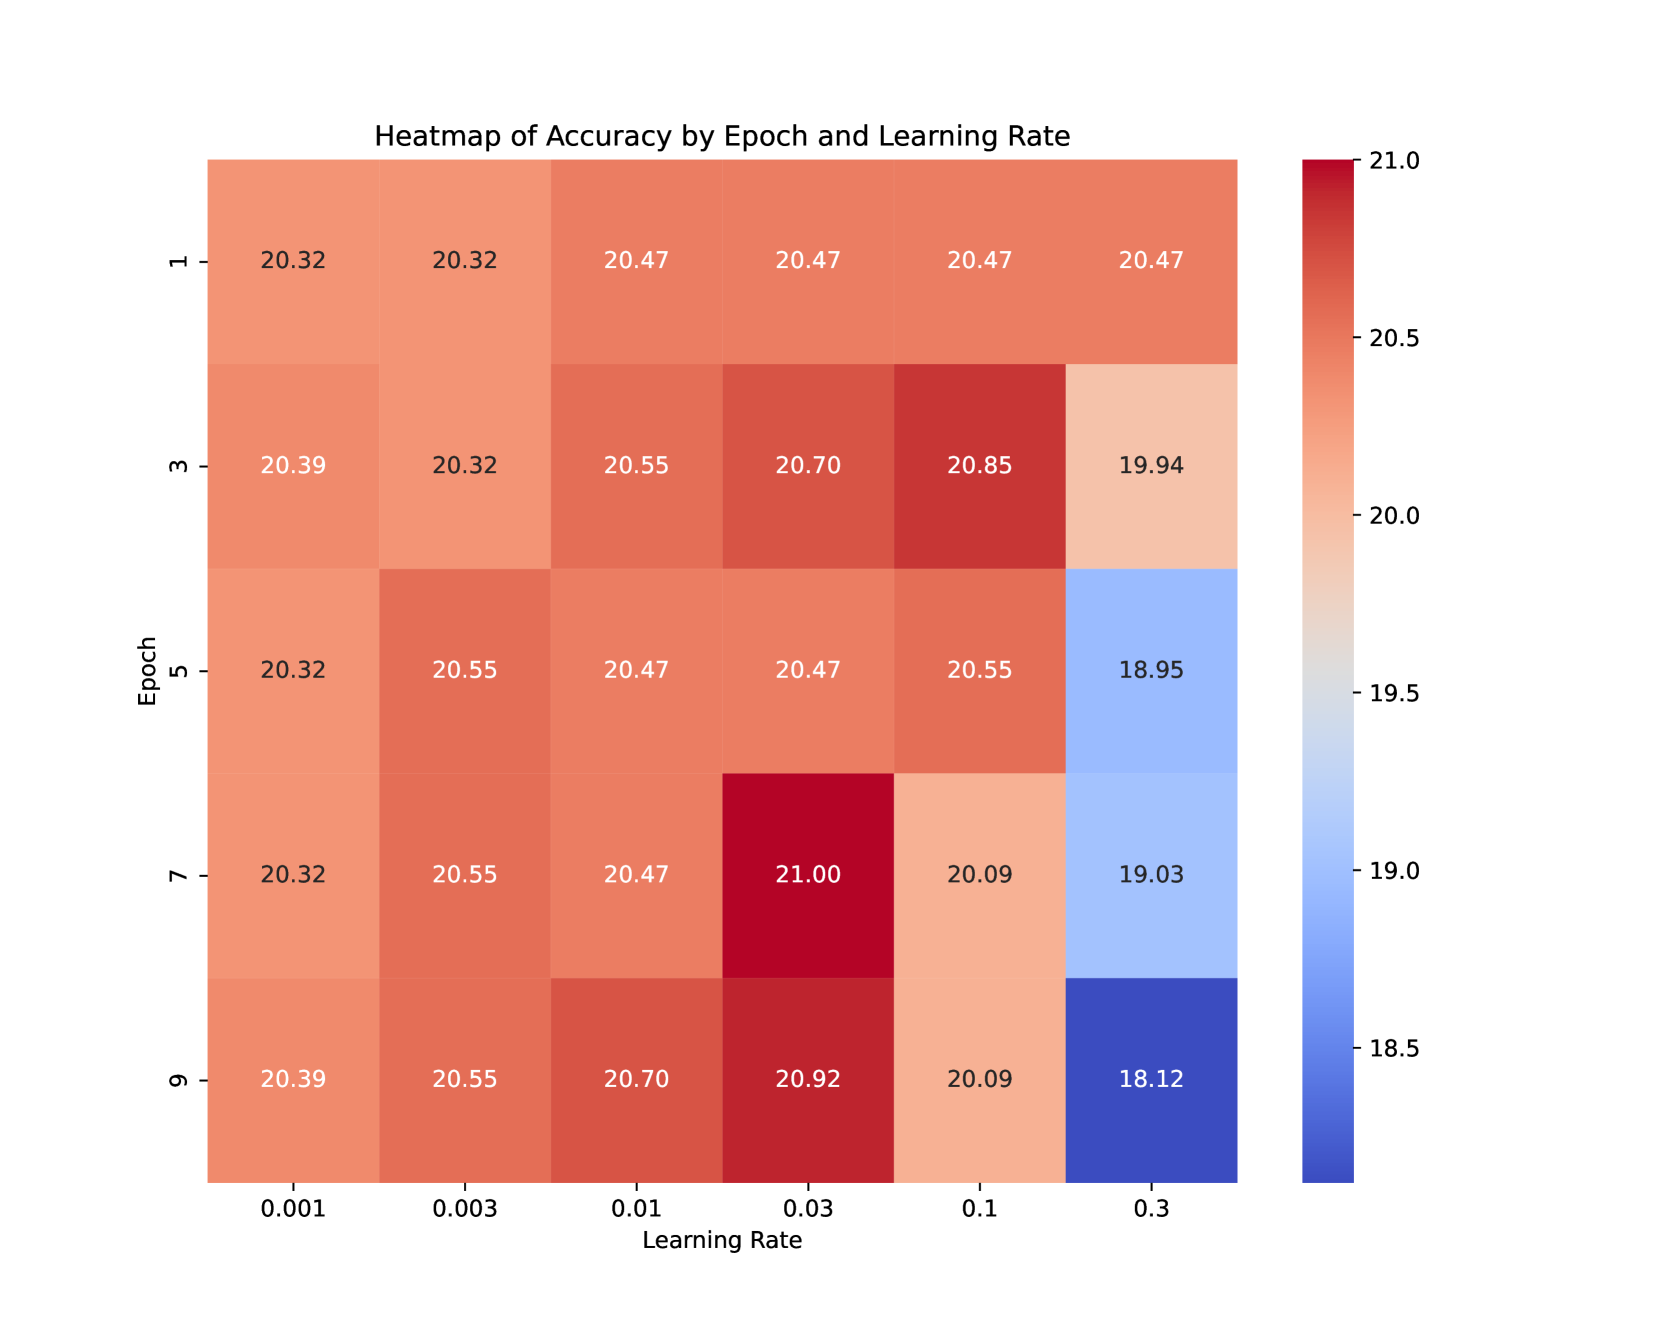 Heatmap of Accuracy by Epoch and Learning Rate
Epoch
1 20.32 20.32 20.47 20.47 20.47 20.47
3 20.39 20.32 20.55 20.70 20.85 19.94
5 20.32 20.55 20.47 20.47 20.55 18.95
7 20.32 20.55 20.47 21.00 20.09 19.03
9 20.39 20.55 20.70 20.92 20.09 18.12
0.001 0.003 0.01 0.03 0.1 0.3
Learning Rate
21.0
20.5
20.0
19.5
19.0
18.5